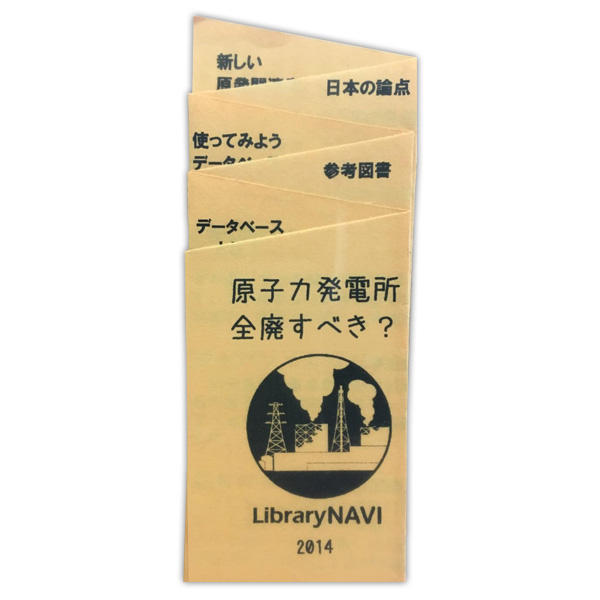 新しい
日本の論点
使ってみよう
参考図書
データベース
原子力発電所
全廃すべき?
LibraryNAVI
2014